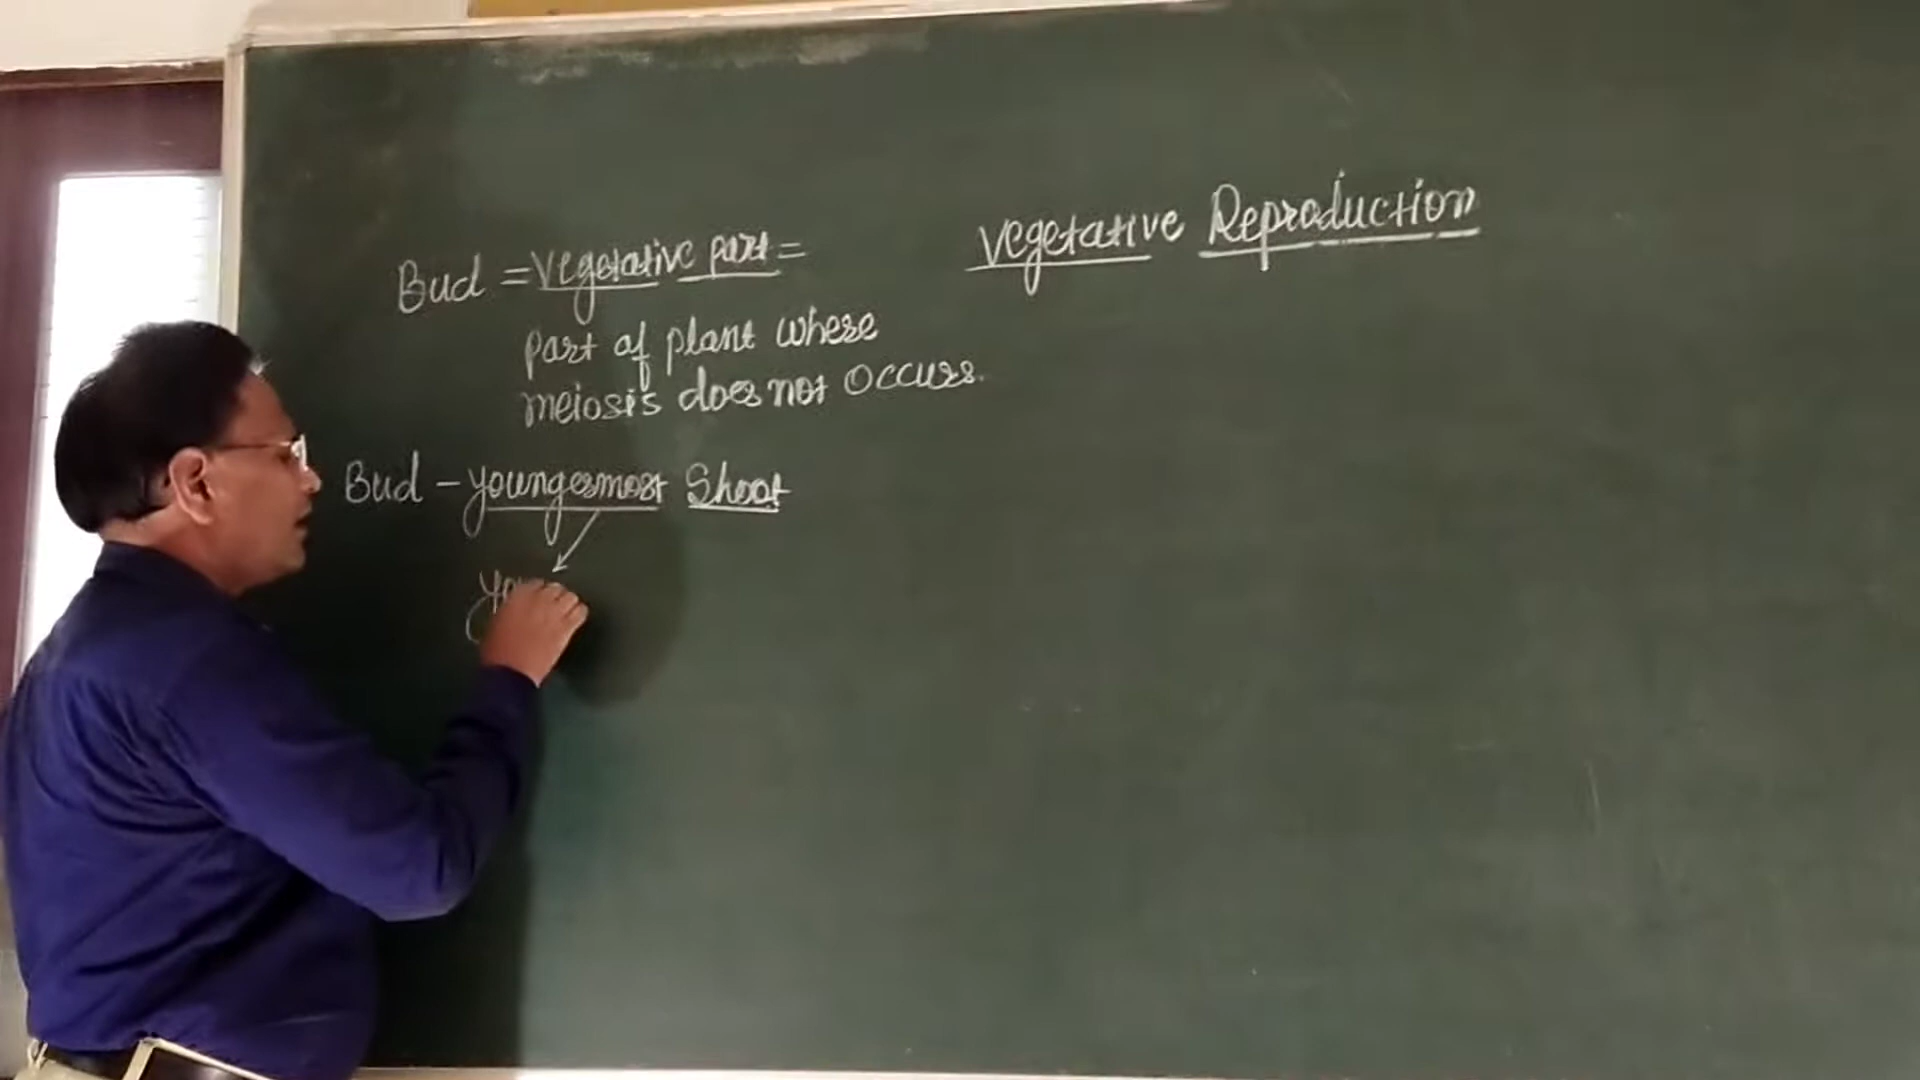 Vegetative Reproduction
Bud = Vegetative part =
part of plant where
meiosis does not occurs.
Bud - youngermost Shoot